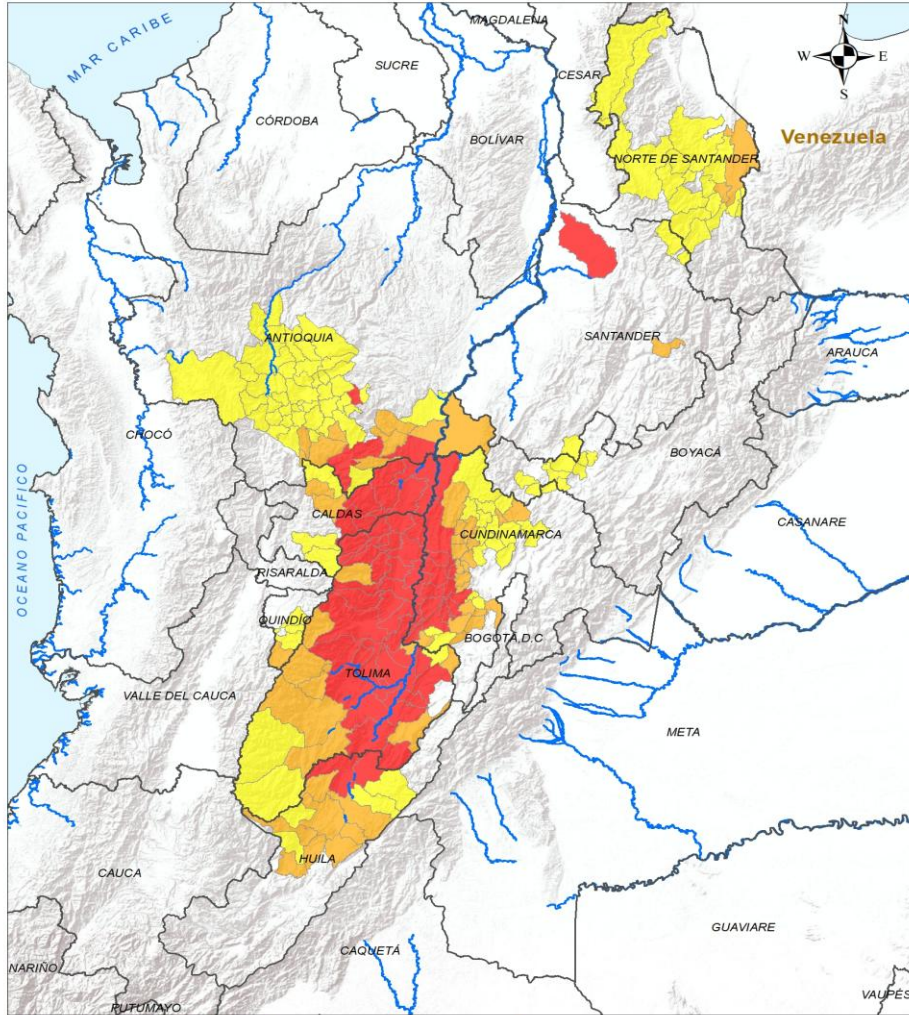 MAGDALENA
N
MAR CARIBE
SUCRE
CESAR
W
E
S
CÓRDOBA
Venezuela
BOLÍVAR
NORTE DE SANTANDER
ANTIOQUIA
SANTANDER
ARAUCA
CHOCÓ
BOYACÁ
OCEANO PACIFICO
CALDAS
CUNDINAMARCA
CASANARE
RISARALDA
QUINDÍO
BOGOTÁ D.C
TOLIMA
VALLE DEL CAUCA
META
HUILA
CAUCA
GUAVIARE
CAQUETÁ
NARIÑO
VAUPÉS
PUTUMAYO